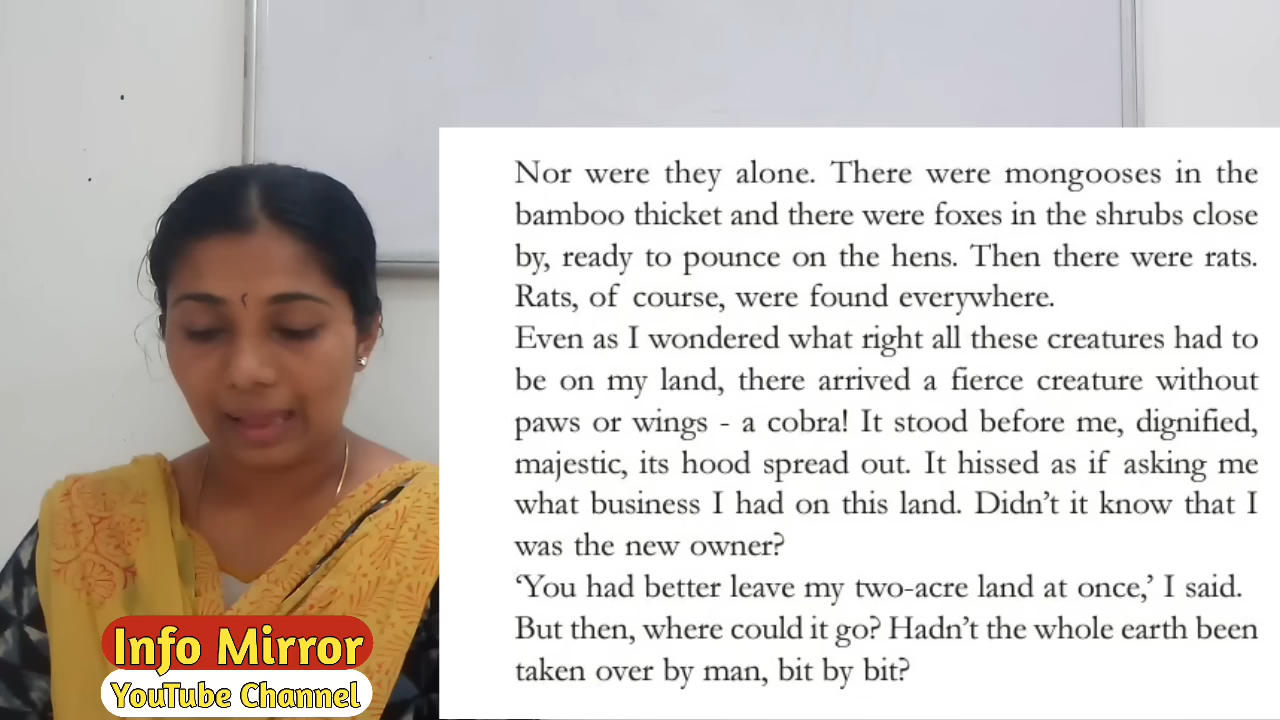 Nor were they alone. There were mongooses in the
bamboo thicket and there were foxes in the shrubs close
by, ready to pounce on the hens. Then there were rats.
Rats, of course, were found everywhere.
Even as I wondered what right all these creatures had to
be on my land, there arrived a fierce creature without
paws or wings - a cobra! It stood before me, dignified,
majestic, its hood spread out. It hissed as if asking me
what business I had on this land. Didn't it know that I
was the new owner?
'You had better leave my two-acre land at once,' I said.
But then, where could it go? Hadn't the whole earth been
taken over by man, bit by bit?
Info Mirror
YouTube Channel